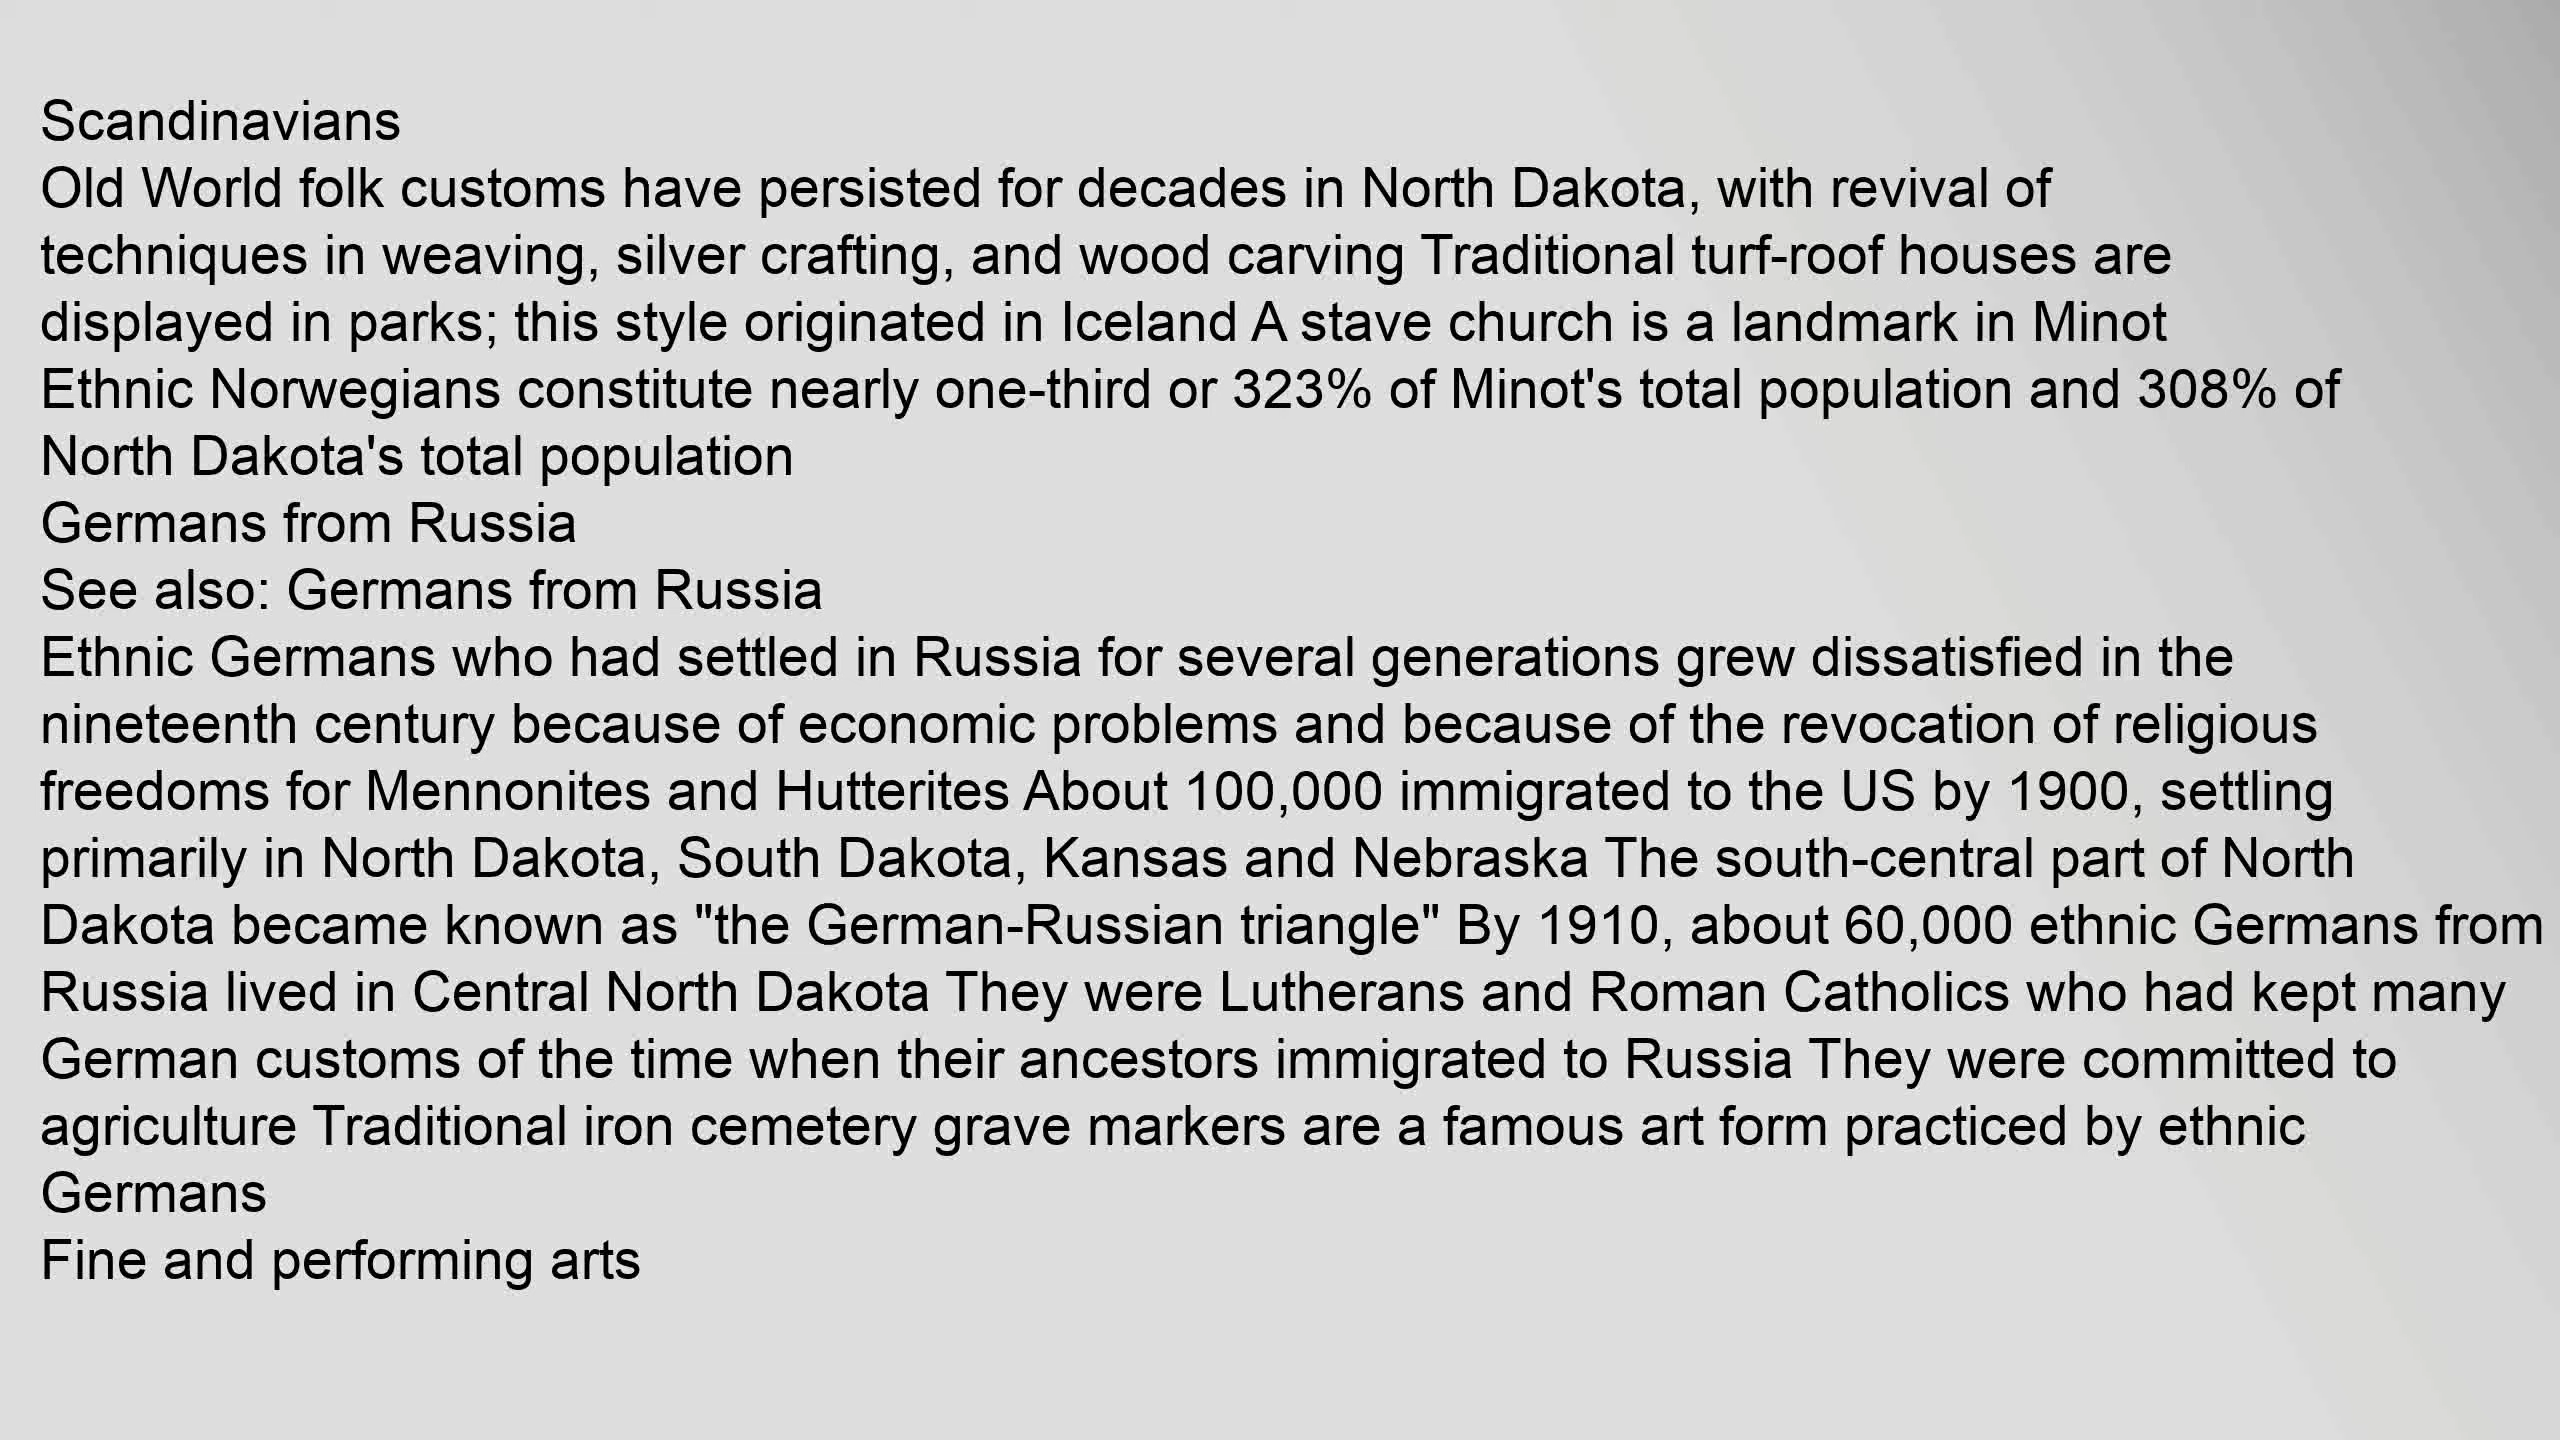 Scandinavians
Old World folk customs have persisted for decades in North Dakota, with revival of
techniques in weaving, silver crafting, and wood carving Traditional turf-roof houses are
displayed in parks; this style originated in Iceland A stave church is a landmark in Minot
Ethnic Norwegians constitute nearly one-third or 323% of Minot's total population and 308% of
North Dakota's total population
Germans from Russia
See also: Germans from Russia
Ethnic Germans who had settled in Russia for several generations grew dissatisfied in the
nineteenth century because of economic problems and because of the revocation of religious
freedoms for Mennonites and Hutterites About 100,000 immigrated to the US by 1900, settling
primarily in North Dakota, South Dakota, Kansas and Nebraska The south-central part of North
Dakota became known as "the German-Russian triangle" By 1910, about 60,000 ethnic Germans from
Russia lived in Central North Dakota They were Lutherans and Roman Catholics who had kept many
German customs of the time when their ancestors immigrated to Russia They were committed to
agriculture Traditional iron cemetery grave markers are a famous art form practiced by ethnic
Germans
Fine and performing arts